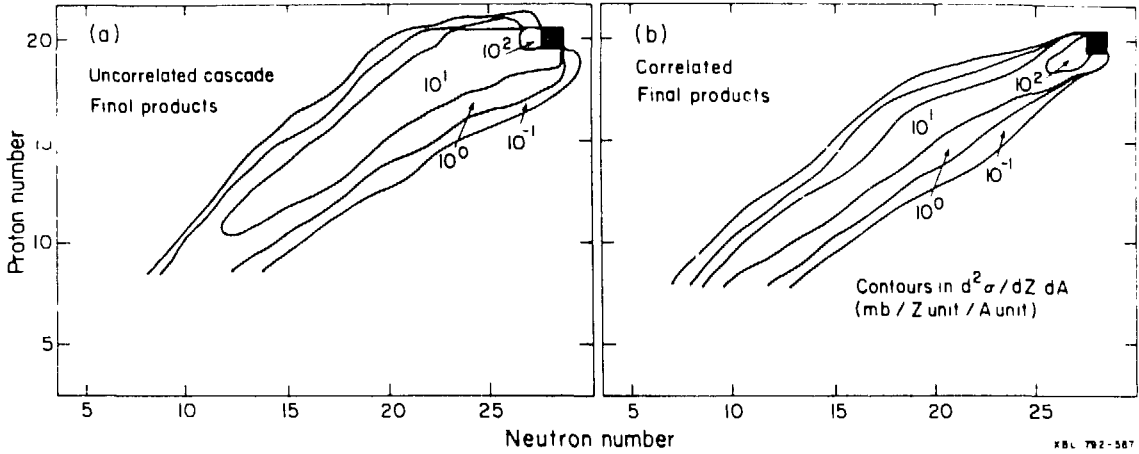 (a)
Uncorrelated cascade
Final products
10²
10¹
10⁰
10⁻¹
20
10
5
5 10 15 20 25
Proton number
(b)
Correlated
Final products
10²
10¹
10⁰
10⁻¹
Contours in d²σ/dZ dA
(mb / Z unit / A unit)
5 10 15 20 25
Neutron number
XBL 792-587